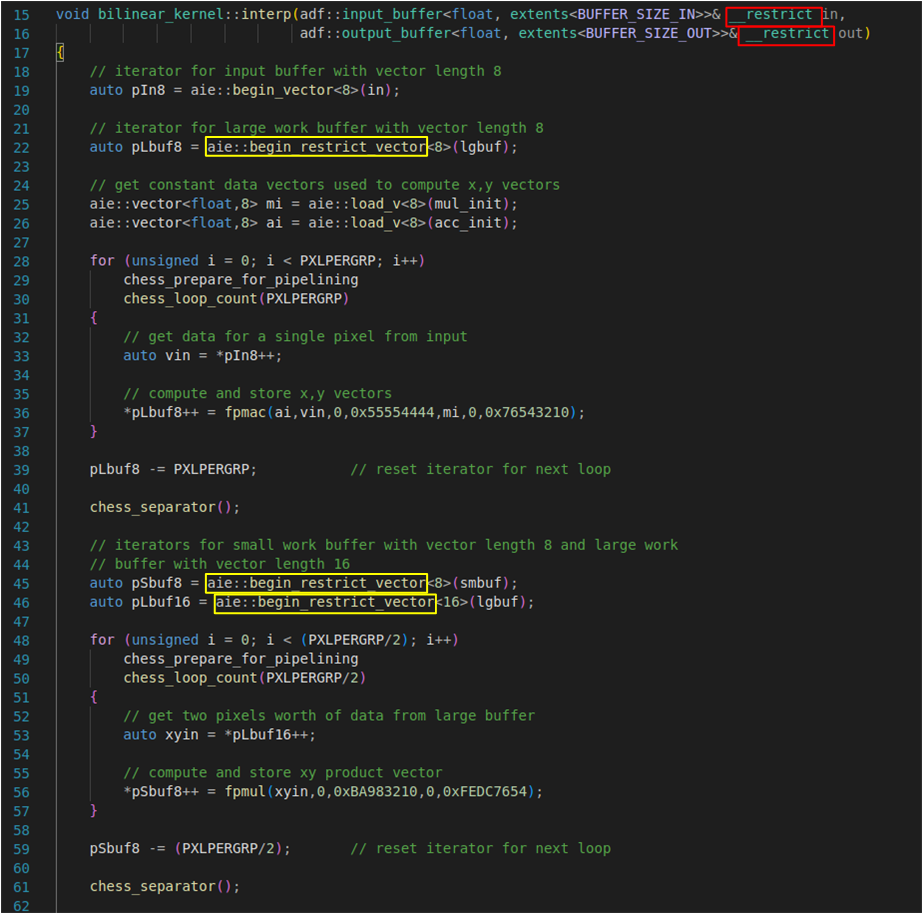 15 void bilinear_kernel::interp(adf::input_buffer<float, extents<BUFFER_SIZE_IN>>& __restrict in,
16 adf::output_buffer<float, extents<BUFFER_SIZE_OUT>>& __restrict out)
17 {
18 // iterator for input buffer with vector length 8
19 auto pIn8 = aie::begin_vector<8>(in);
20
21 // iterator for large work buffer with vector length 8
22 auto pLbuf8 = aie::begin_restrict_vector<8>(lgbuf);
23
24 // get constant data vectors used to compute x,y vectors
25 aie::vector<float,8> mi = aie::load_v<8>(mul_init);
26 aie::vector<float,8> ai = aie::load_v<8>(acc_init);
27
28 for (unsigned i = 0; i < PXLPERGRP; i++)
29 chess_prepare_for_pipelining
30 chess_loop_count(PXLPERGRP)
31 {
32 // get data for a single pixel from input
33 auto vin = *pIn8++;
34
35 // compute and store x,y vectors
36 *pLbuf8++ = fpmac(ai,vin,0,0x55554444,mi,0,0x76543210);
37 }
38
39 pLbuf8 -= PXLPERGRP; // reset iterator for next loop
40
41 chess_separator();
42
43 // iterators for small work buffer with vector length 8 and large work
44 // buffer with vector length 16
45 auto pSbuf8 = aie::begin_restrict_vector<8>(smbuf);
46 auto pLbuf16 = aie::begin_restrict_vector<16>(lgbuf);
47
48 for (unsigned i = 0; i < (PXLPERGRP/2); i++)
49 chess_prepare_for_pipelining
50 chess_loop_count(PXLPERGRP/2)
51 {
52 // get two pixels worth of data from large buffer
53 auto xyin = *pLbuf16++;
54
55 // compute and store xy product vector
56 *pSbuf8++ = fpmul(xyin,0,0xBA983210,0,0xFEDC7654);
57 }
58
59 pSbuf8 -= (PXLPERGRP/2); // reset iterator for next loop
60
61 chess_separator();
62